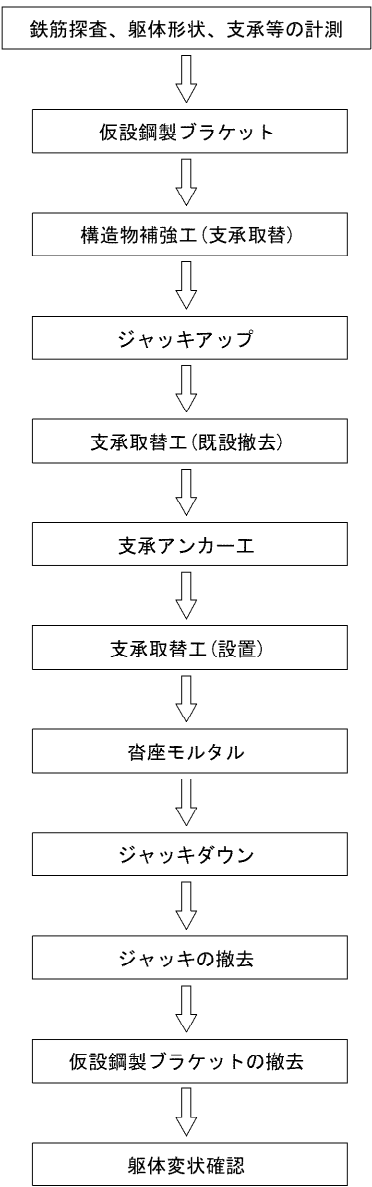 鉄筋探査、躯体形状、支承等の計測
仮設鋼製ブラケット
構造物補強工(支承取替)
ジャッキアップ
支承取替工(既設撤去)
支承アンカー工
支承取替工(設置)
沓座モルタル
ジャッキダウン
ジャッキの撤去
仮設鋼製ブラケットの撤去
躯体変状確認